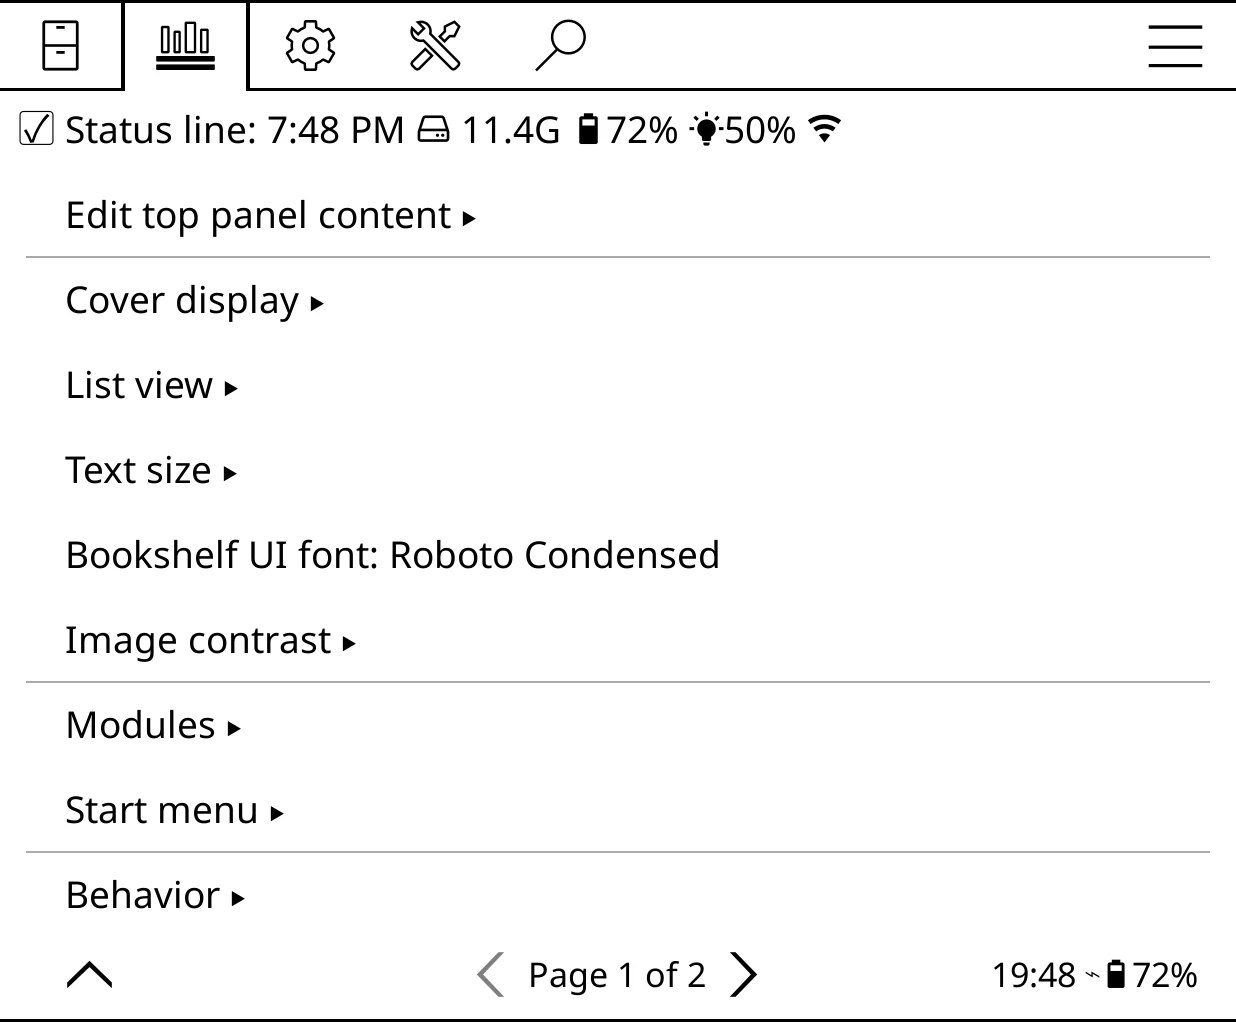 Status line: 7:48 PM 11.4G 72% 50%
Edit top panel content ▸
Cover display ▸
List view ▸
Text size ▸
Bookshelf UI font: Roboto Condensed
Image contrast ▸
Modules ▸
Start menu ▸
Behavior ▸
Page 1 of 2
19:48 ⌁ 72%